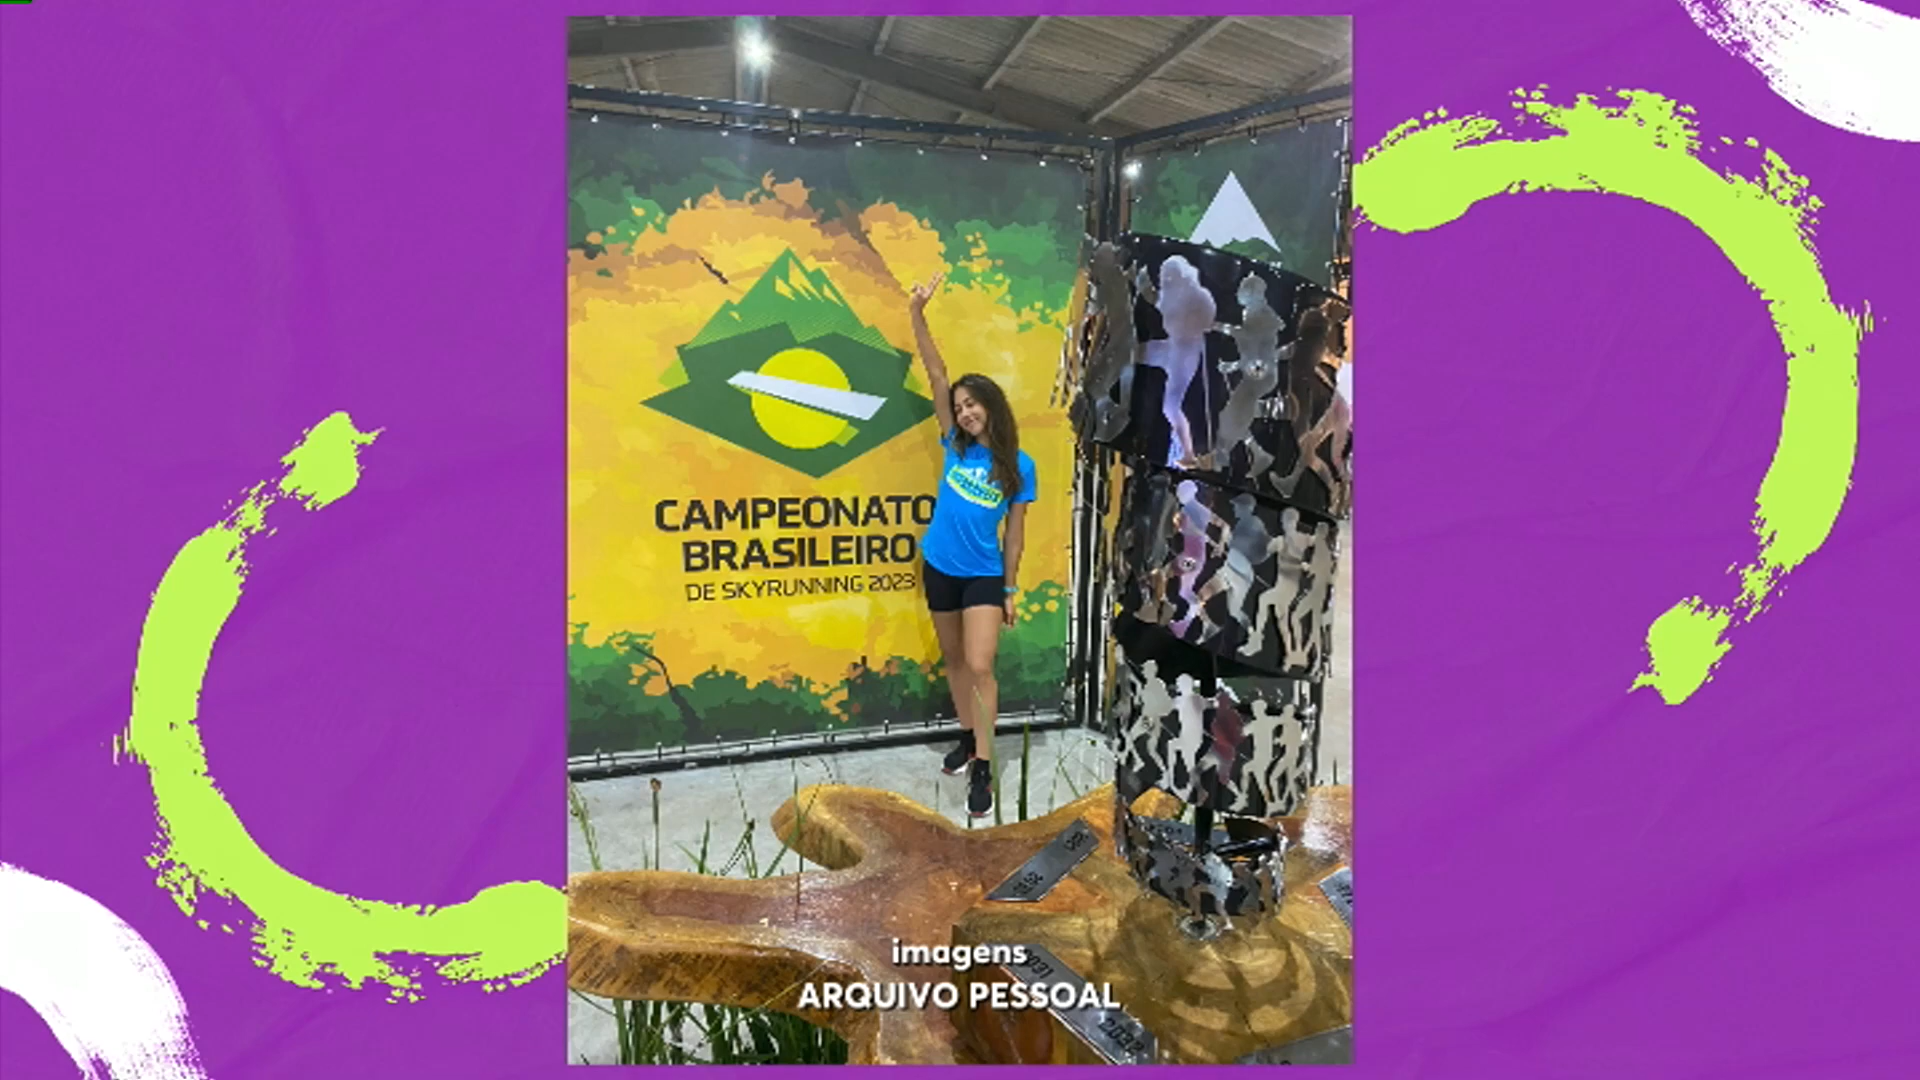 CAMPEONATO
BRASILEIRO
DE SKYRUNNING 2023
imagens
ARQUIVO PESSOAL